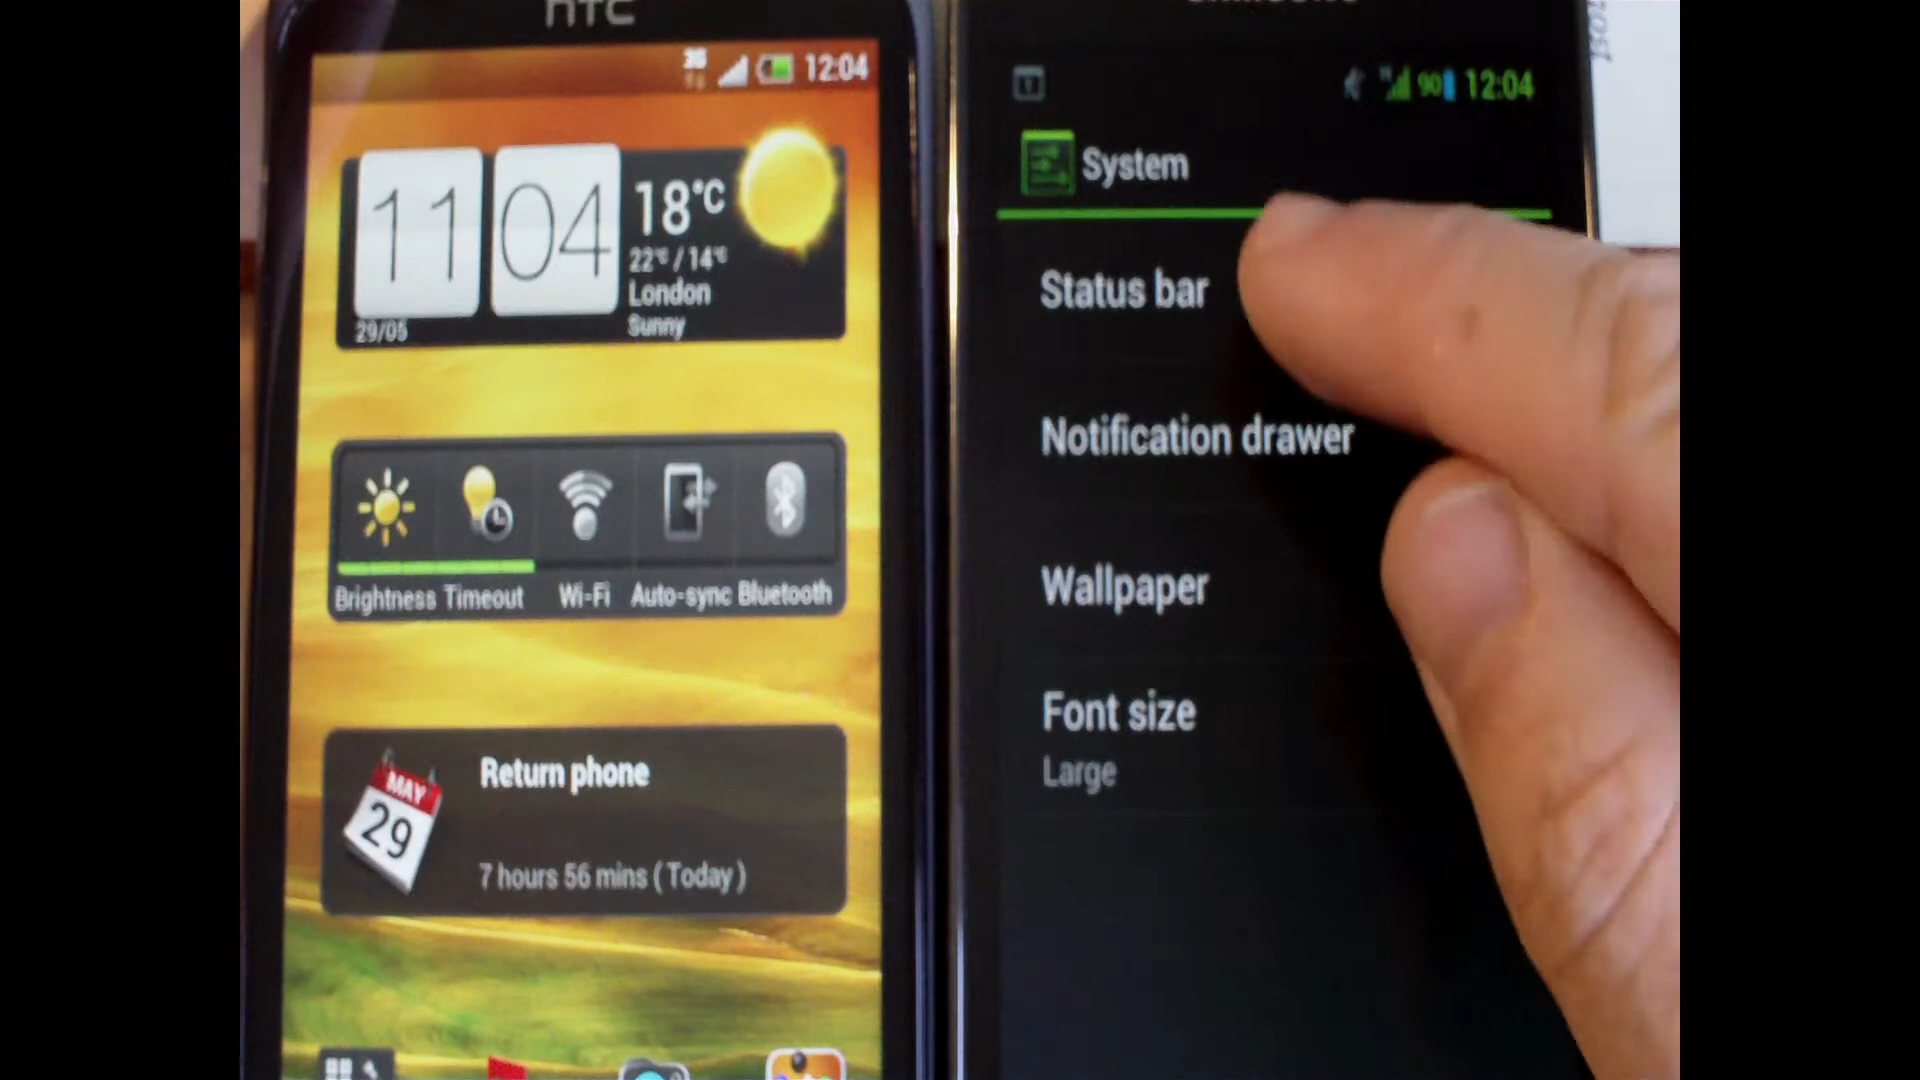 hTC
3G
12:04
11 04
18°C
22°C / 14°C
London
29/05
Sunny
Brightness Timeout Wi-Fi Auto-sync Bluetooth
Return phone
MAY
29
7 hours 56 mins ( Today )
90 12:04
System
Status bar
Notification drawer
Wallpaper
Font size
Large